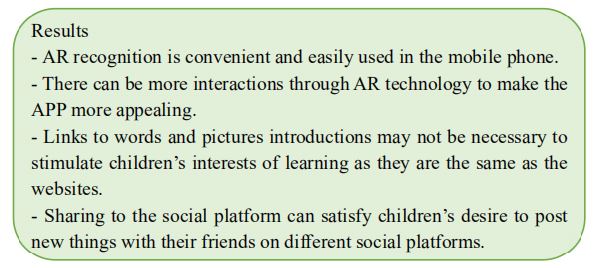 Results
- AR recognition is convenient and easily used in the mobile phone.
- There can be more interactions through AR technology to make the
APP more appealing.
- Links to words and pictures introductions may not be necessary to
stimulate children’s interests of learning as they are the same as the
websites.
- Sharing to the social platform can satisfy children’s desire to post
new things with their friends on different social platforms.